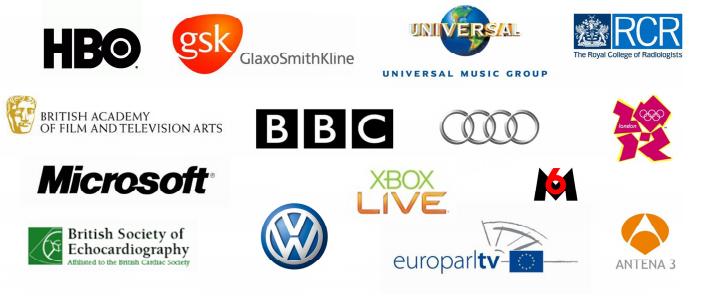 HBO
gsk
GlaxoSmithKline
UNIVERSAL
UNIVERSAL MUSIC GROUP
RCR
The Royal College of Radiologists
BRITISH ACADEMY
OF FILM AND TELEVISION ARTS
BBC
london
Microsoft®
XBOX
LIVE
M6
British Society of
Echocardiography
Affiliated to the British Cardiac Society
VW
europarltv
ANTENA 3